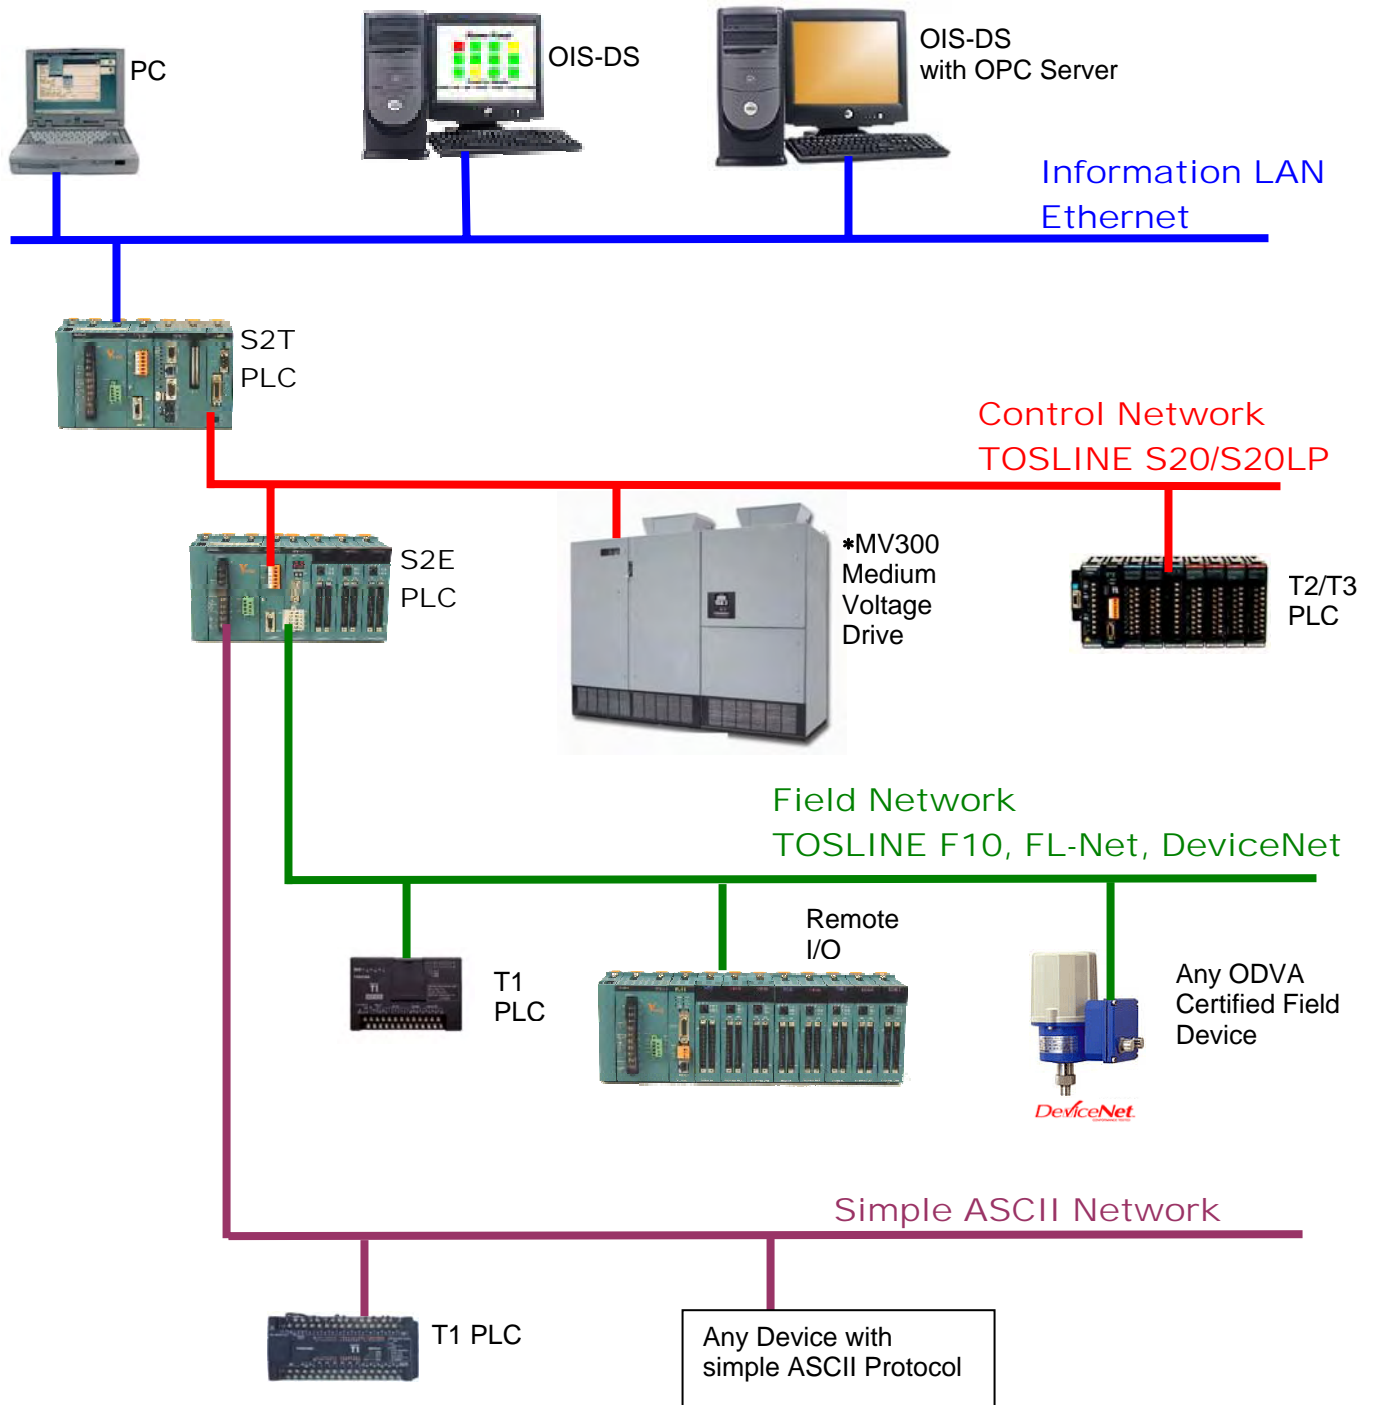 PC
OIS-DS
OIS-DS
with OPC Server
Information LAN
Ethernet
S2T
PLC
Control Network
TOSLINE S20/S20LP
S2E
PLC
*MV300
Medium
Voltage
Drive
T2/T3
PLC
Field Network
TOSLINE F10, FL-Net, DeviceNet
T1
PLC
Remote
I/O
Any ODVA
Certified Field
Device
DeviceNet
Simple ASCII Network
T1 PLC
T1
Any Device with
simple ASCII Protocol